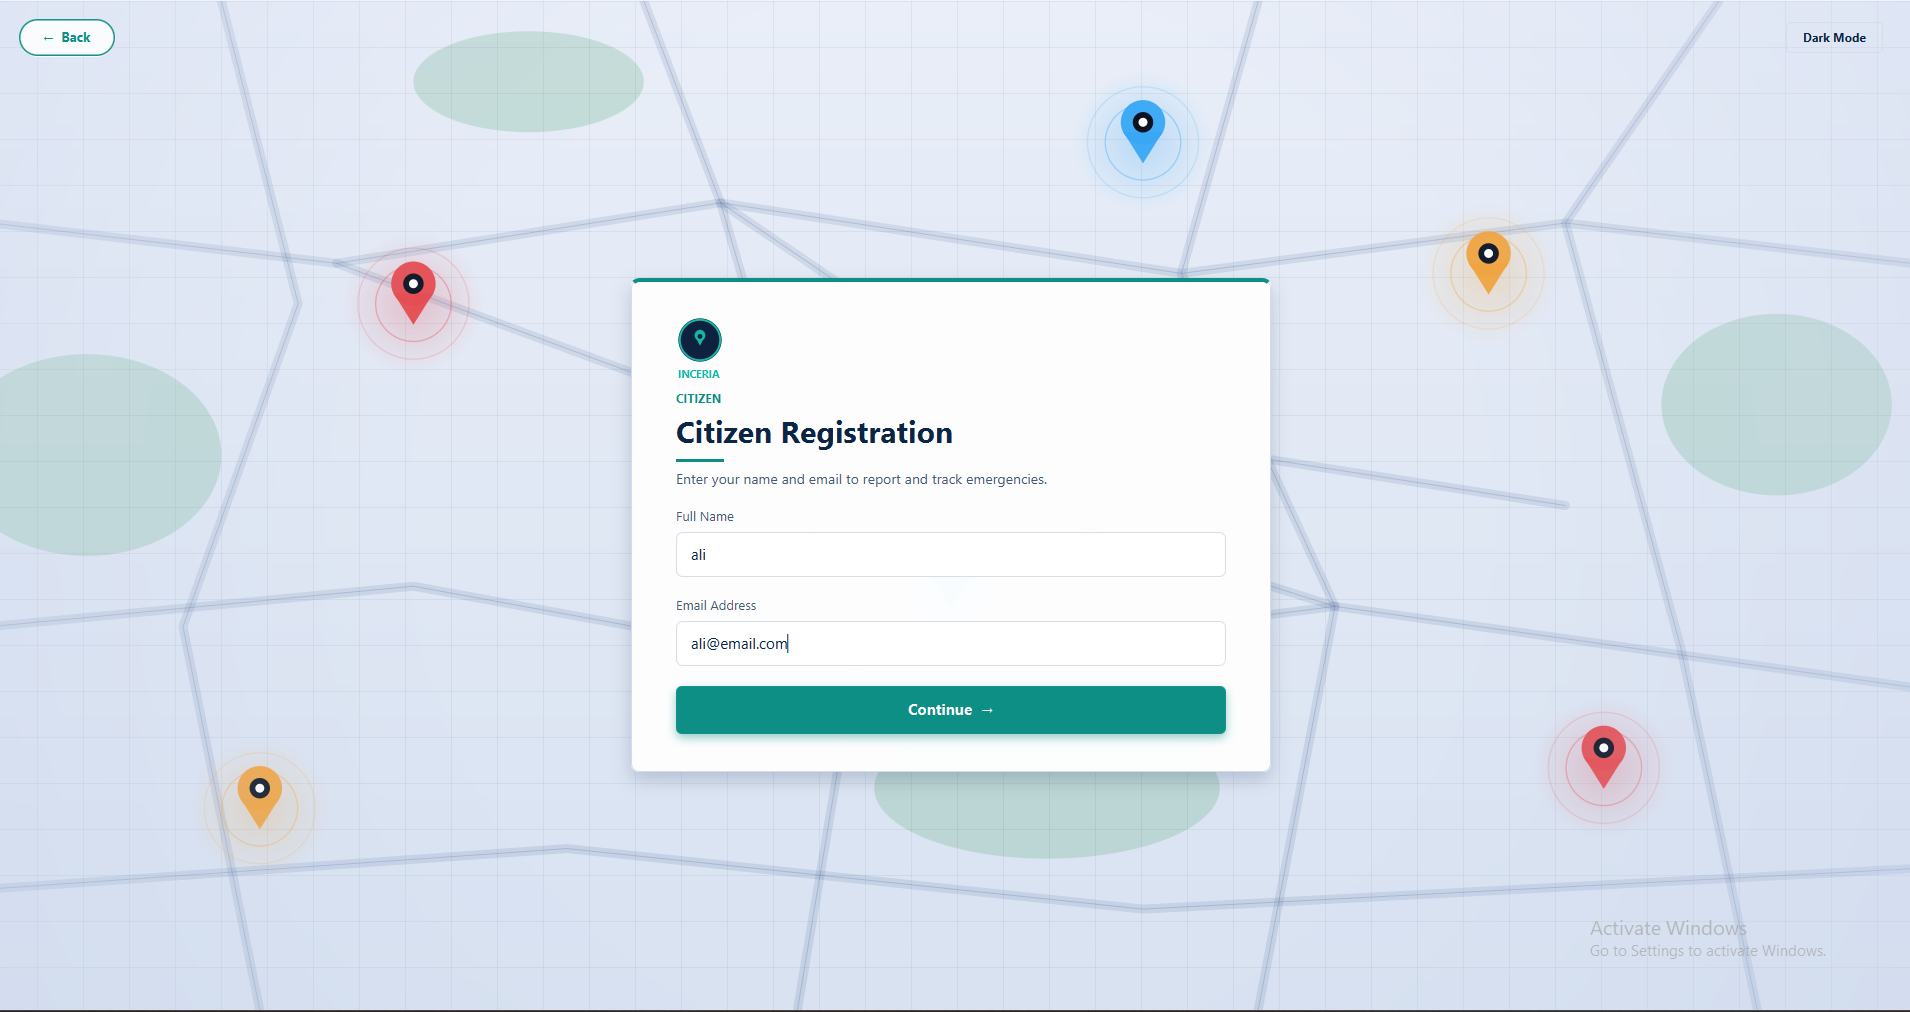 ← Back
Dark Mode
INCERIA
CITIZEN
Citizen Registration
Enter your name and email to report and track emergencies.
Full Name
ali
Email Address
ali@email.com
Continue →
Activate Windows
Go to Settings to activate Windows.